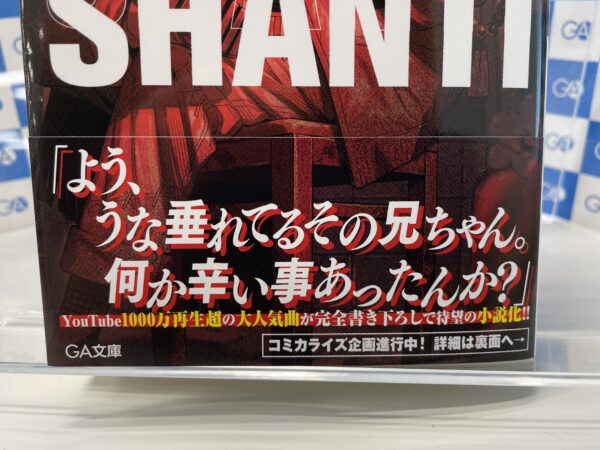 SHANTI
「よう、
うな垂れてるその兄ちゃん。
何か辛い事あったんか?」
YouTube1000万再生超の大人気曲が完全書き下ろしで待望の小説化!!
GA文庫
コミカライズ企画進行中! 詳細は裏面へ→
GA
GA
GA